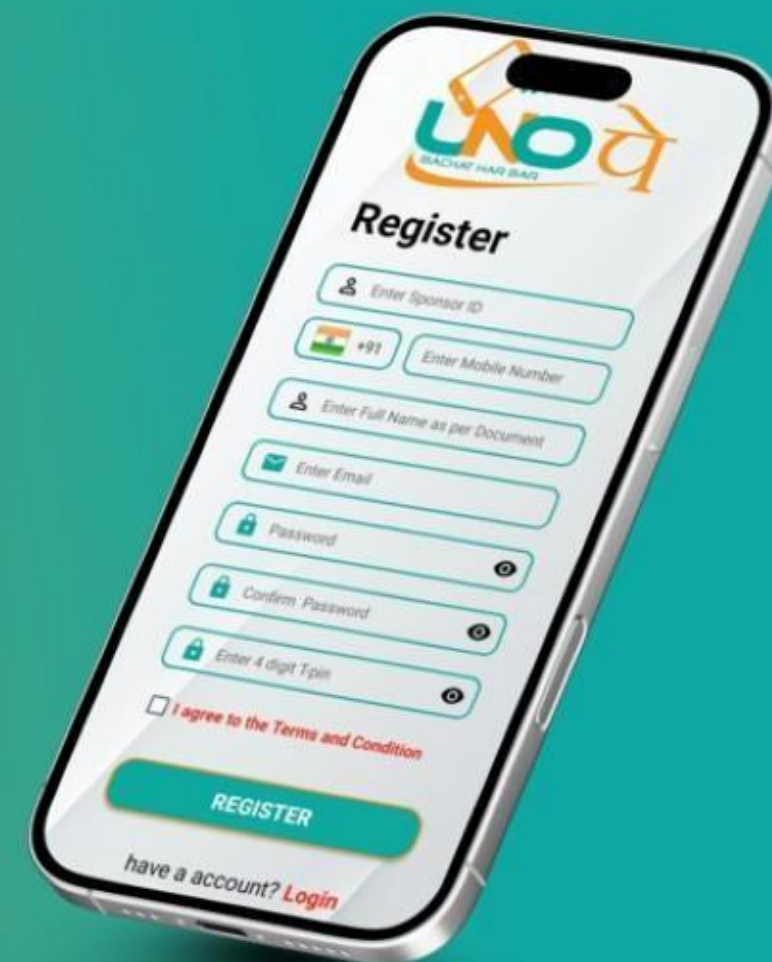 UNO पे
BACHAT HAR BAR
Register
Enter Sponsor ID
+91 Enter Mobile Number
Enter Full Name as per Document
Enter Email
Password
Confirm Password
Enter 4 digit Tpin
I agree to the Terms and Condition
REGISTER
have a account? Login